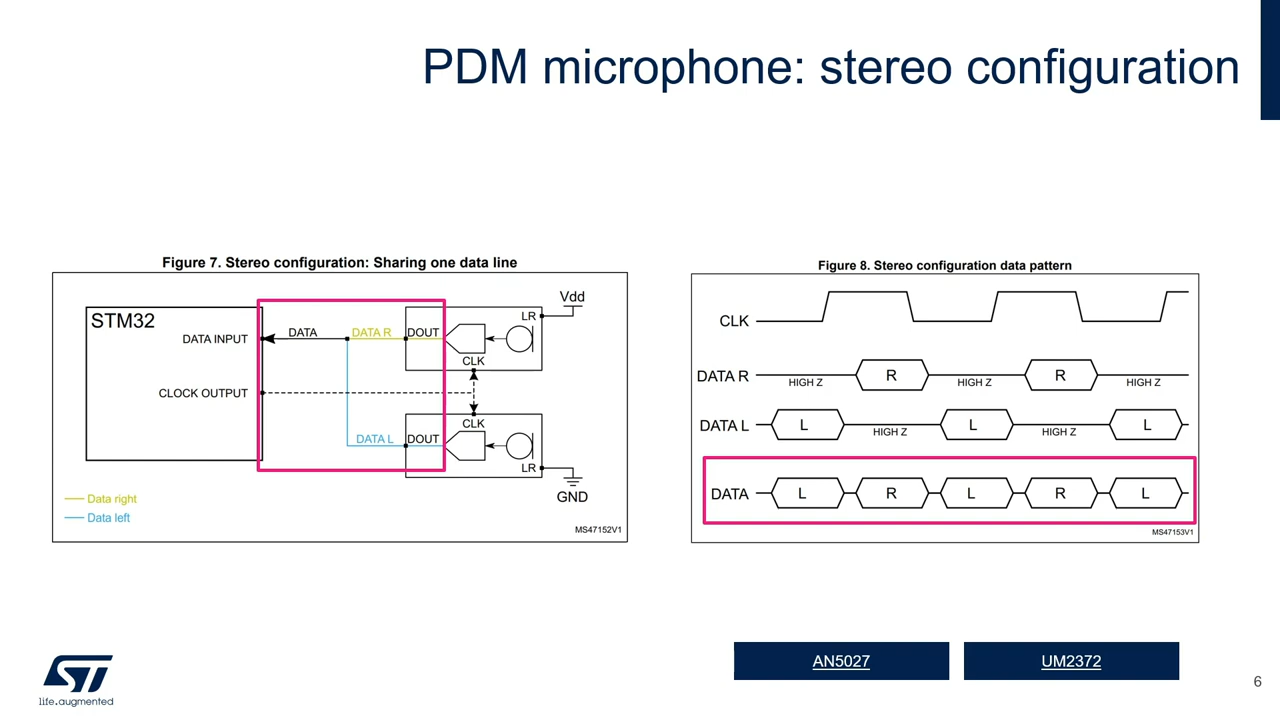 PDM microphone: stereo configuration
Figure 7. Stereo configuration: Sharing one data line
STM32
DATA INPUT
CLOCK OUTPUT
DATA
DATA R
DOUT
LR
Vdd
CLK
CLK
DATA L
DOUT
LR
GND
Data right
Data left
MS47152V1
Figure 8. Stereo configuration data pattern
CLK
DATA R HIGH Z R HIGH Z R HIGH Z
DATA L L HIGH Z L HIGH Z L
DATA L R L R L
MS47153V1
ST
life.augmented
AN5027
UM2372
6